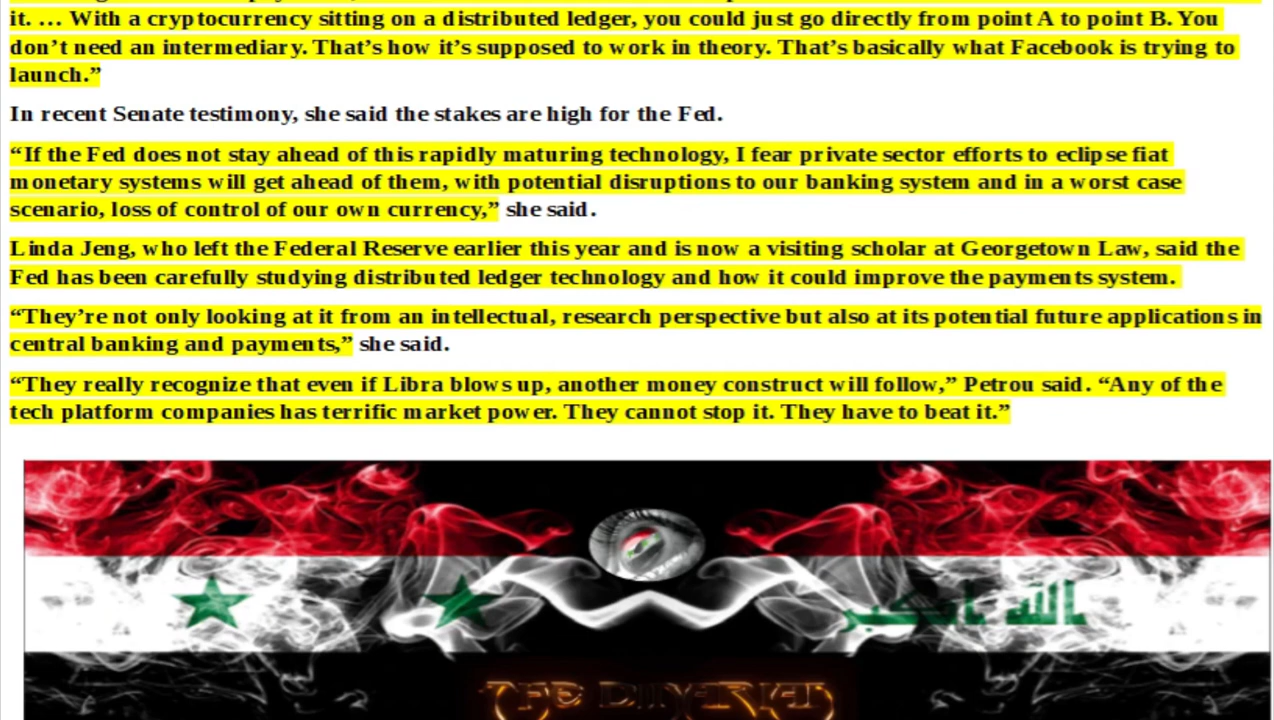 it. … With a cryptocurrency sitting on a distributed ledger, you could just go directly from point A to point B. You
don’t need an intermediary. That’s how it’s supposed to work in theory. That’s basically what Facebook is trying to
launch.”
In recent Senate testimony, she said the stakes are high for the Fed.
“If the Fed does not stay ahead of this rapidly maturing technology, I fear private sector efforts to eclipse fiat
monetary systems will get ahead of them, with potential disruptions to our banking system and in a worst case
scenario, loss of control of our own currency,” she said.
Linda Jeng, who left the Federal Reserve earlier this year and is now a visiting scholar at Georgetown Law, said the
Fed has been carefully studying distributed ledger technology and how it could improve the payments system.
“They’re not only looking at it from an intellectual, research perspective but also at its potential future applications in
central banking and payments,” she said.
“They really recognize that even if Libra blows up, another money construct will follow,” Petrou said. “Any of the
tech platform companies has terrific market power. They cannot stop it. They have to beat it.”
الله اكبر
THE DINARIAN